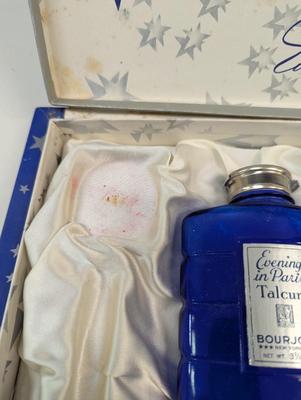 Evening
in Paris
Talcum
BOURJOIS
NEW YORK
NET WT. 3½